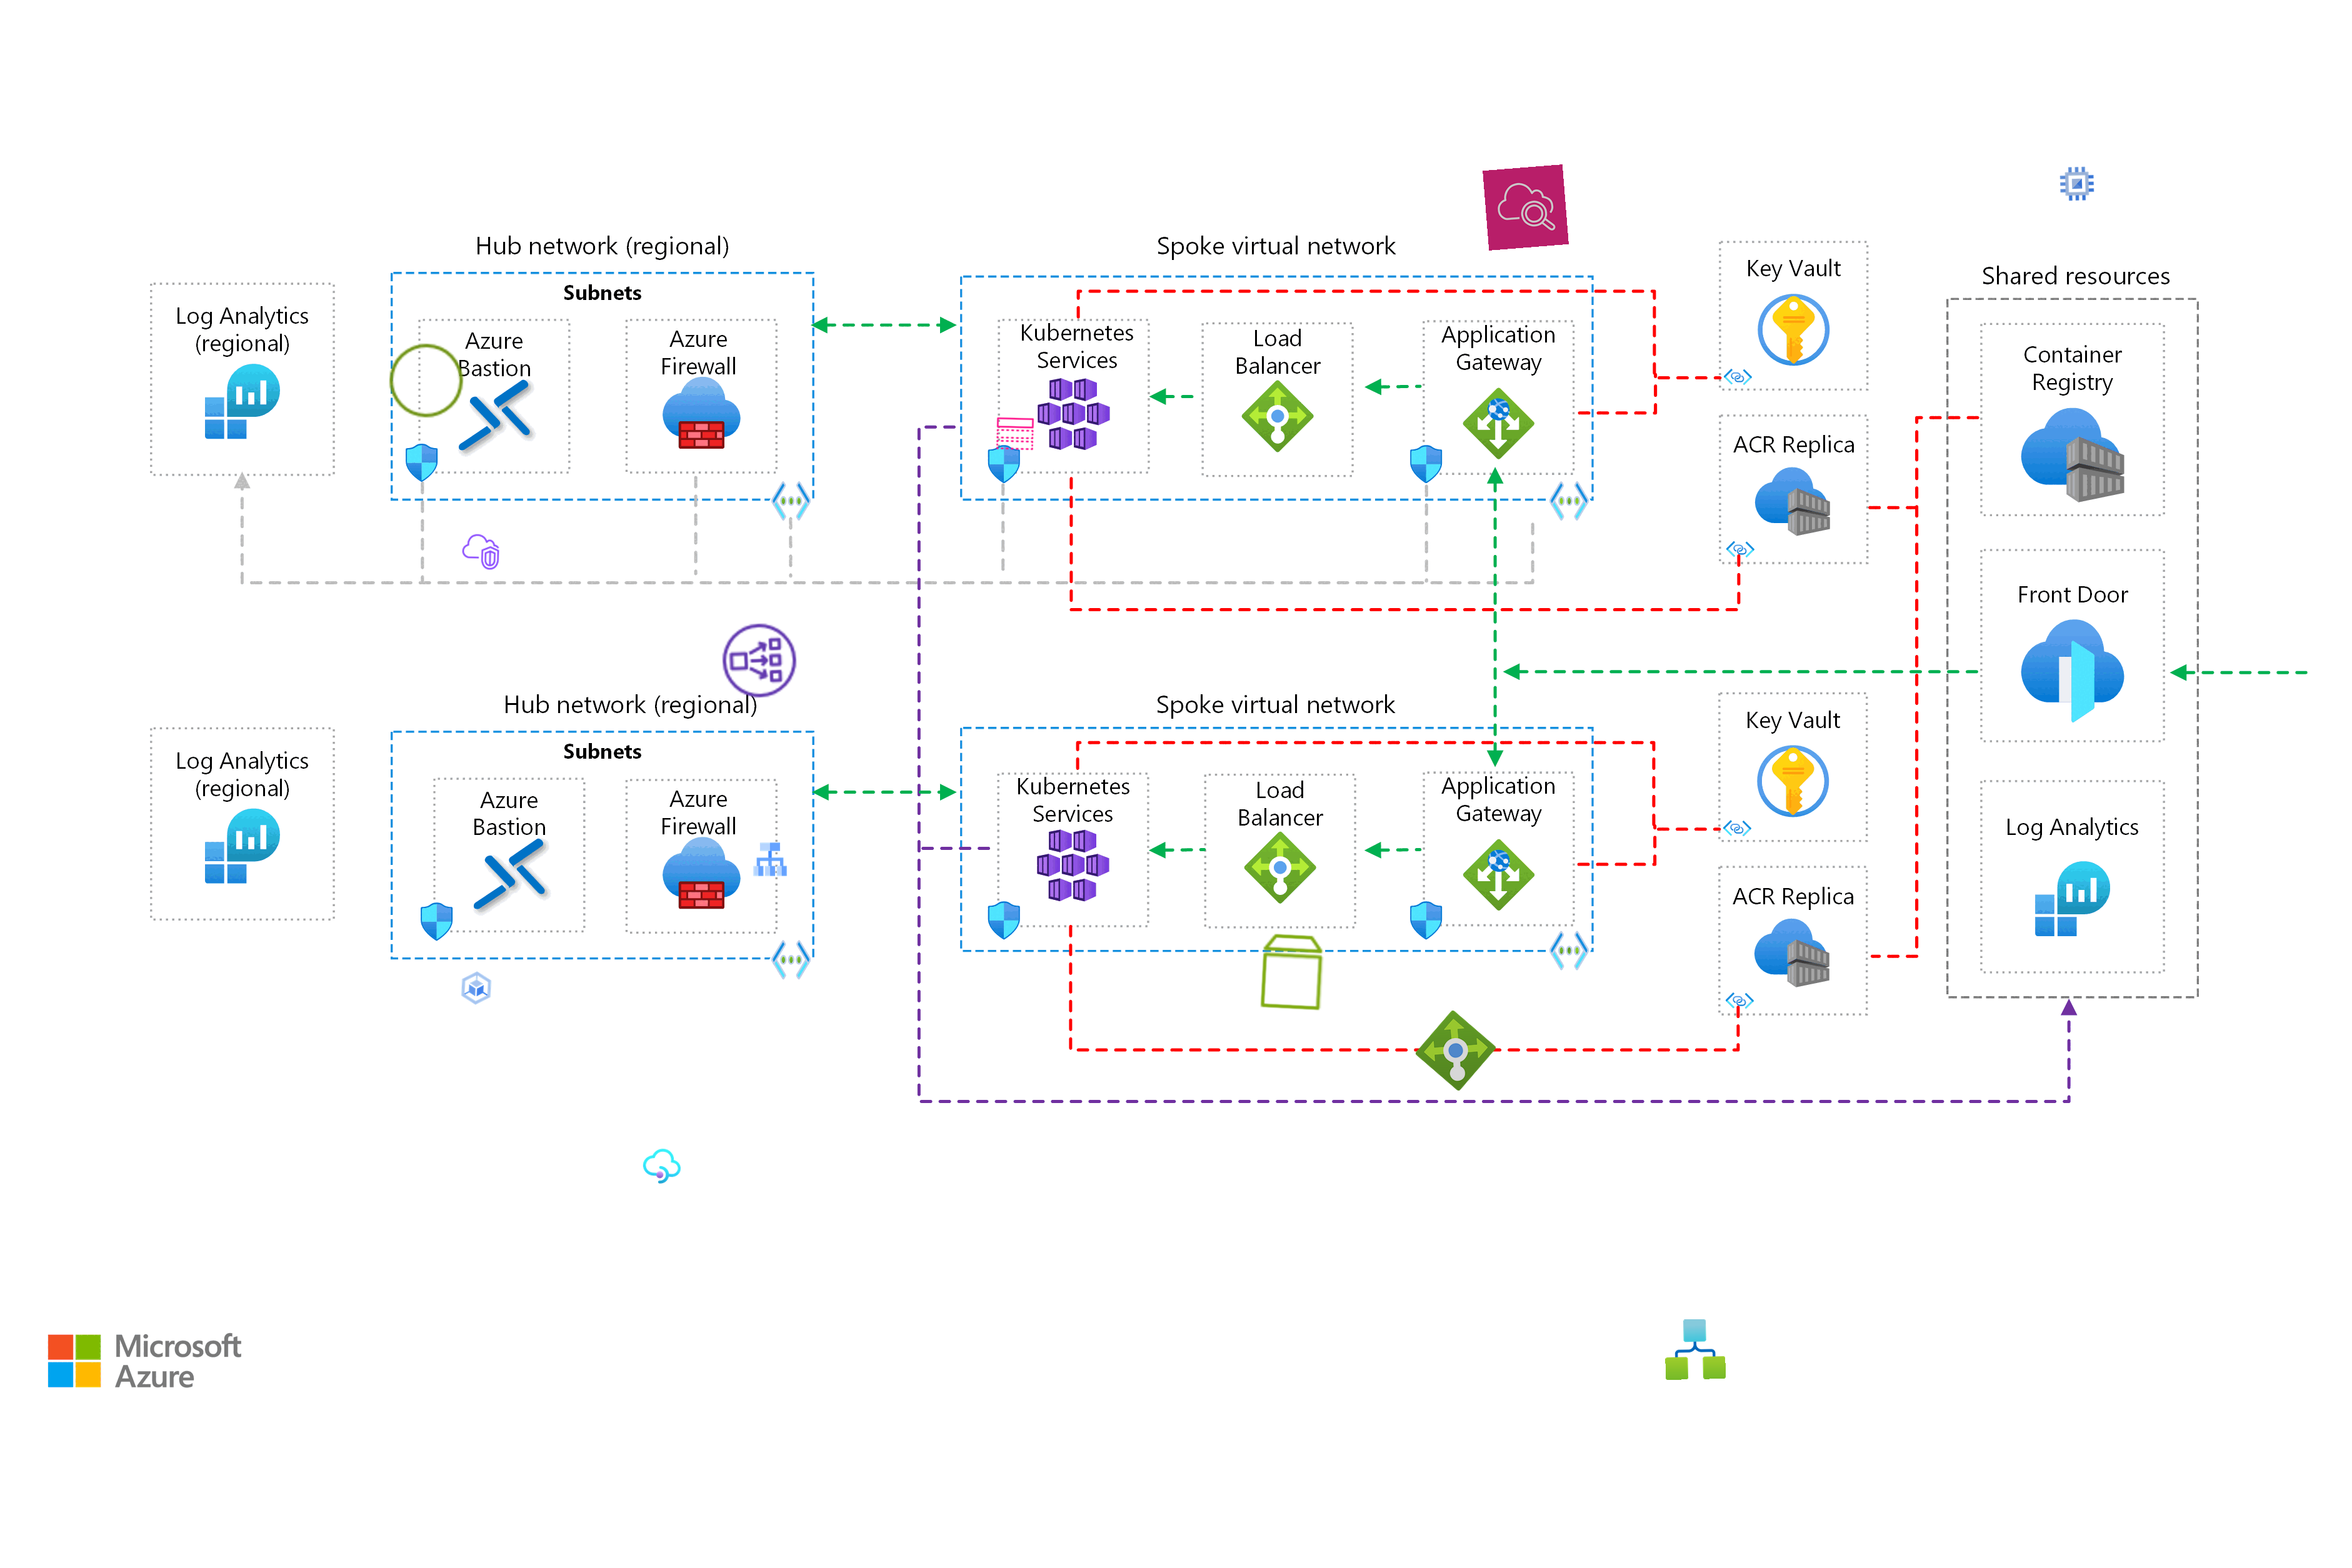 Hub network (regional)
Spoke virtual network
Key Vault
Shared resources
Subnets
Log Analytics
(regional)
Azure
Bastion
Azure
Firewall
Kubernetes
Services
Load
Balancer
Application
Gateway
Container
Registry
ACR Replica
Front Door
Hub network (regional)
Spoke virtual network
Key Vault
Subnets
Log Analytics
(regional)
Azure
Bastion
Azure
Firewall
Kubernetes
Services
Load
Balancer
Application
Gateway
Log Analytics
ACR Replica
Microsoft
Azure